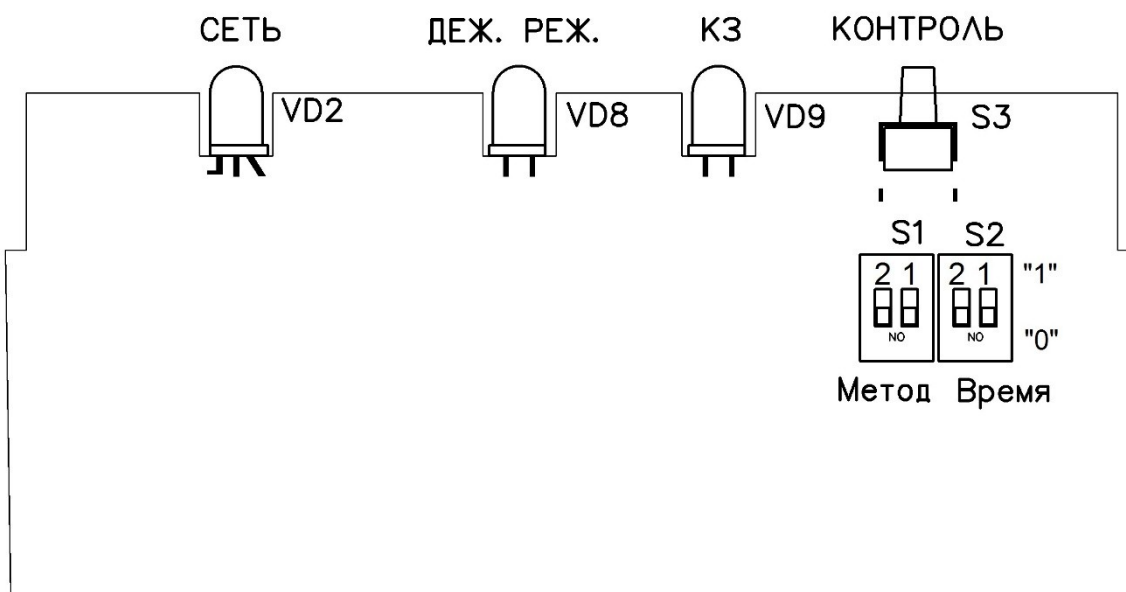 СЕТЬ ДЕЖ. РЕЖ. КЗ КОНТРОЛЬ
VD2 VD8 VD9 S3
S1 S2
2 1 2 1 "1"
NO NO "0"
Метод Время